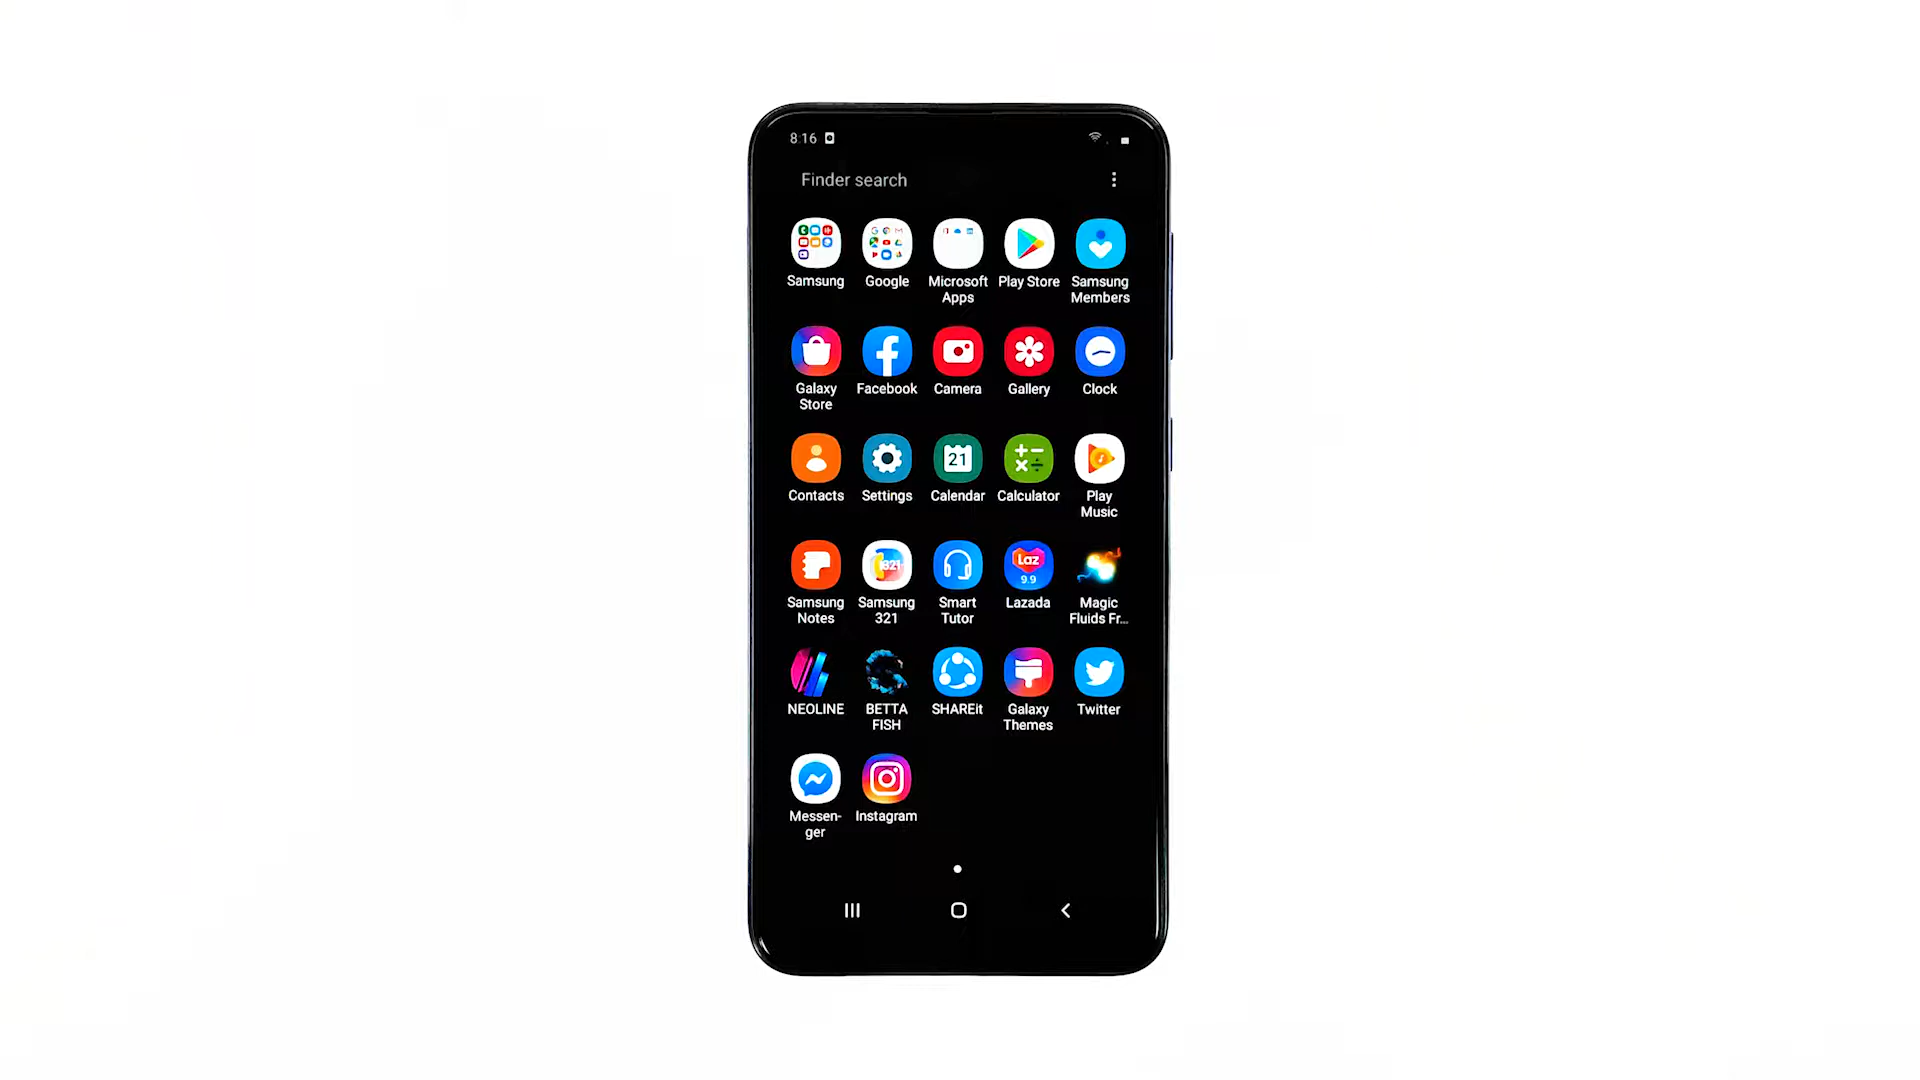 8:16
Finder search
Samsung Google Microsoft Apps Play Store Samsung Members
Galaxy Store Facebook Camera Gallery Clock
21
Contacts Settings Calendar Calculator Play Music
321 Laz
9.9
Samsung Notes Samsung 321 Smart Tutor Lazada Magic Fluids Fr...
NEOLINE BETTA FISH SHAREit Galaxy Themes Twitter
Messen-
ger Instagram